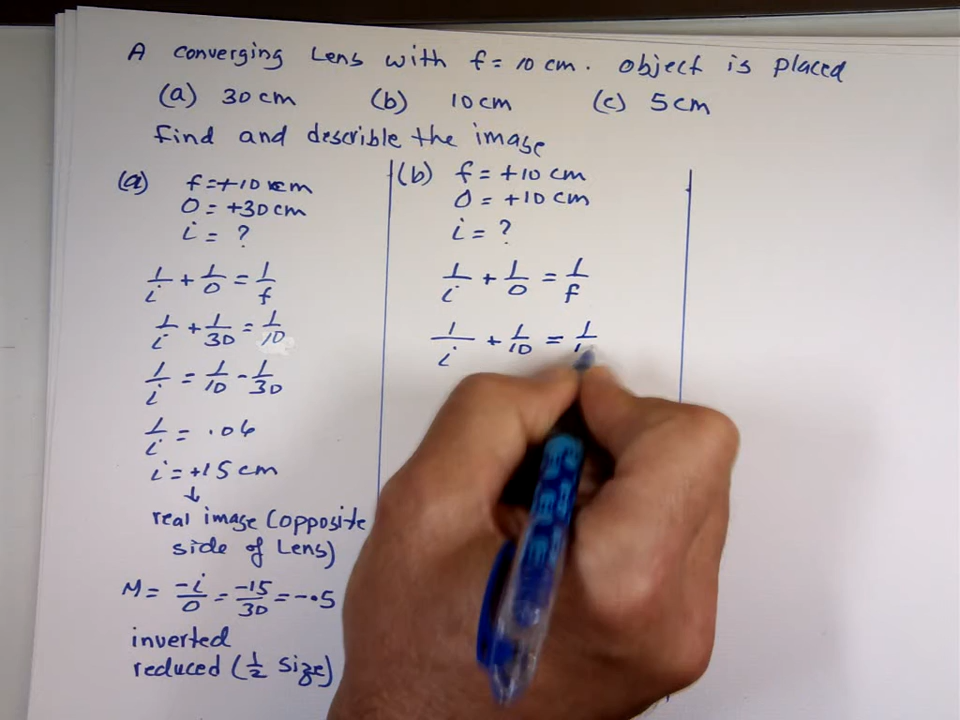 A converging Lens with f = 10 cm. object is placed
(a) 30 cm (b) 10 cm (c) 5 cm
find and describle the image
(a) f = +10 cm
O = +30 cm
i = ?
1/i + 1/O = 1/f
1/i + 1/30 = 1/10
1/i = 1/10 - 1/30
1/i = .06
i = +15 cm
↓
real image (opposite
side of Lens)
M = -i/O = -15/30 = -.5
inverted
reduced (1/2 size)
(b) f = +10 cm
O = +10 cm
i = ?
1/i + 1/O = 1/f
1/i + 1/10 = 1/1